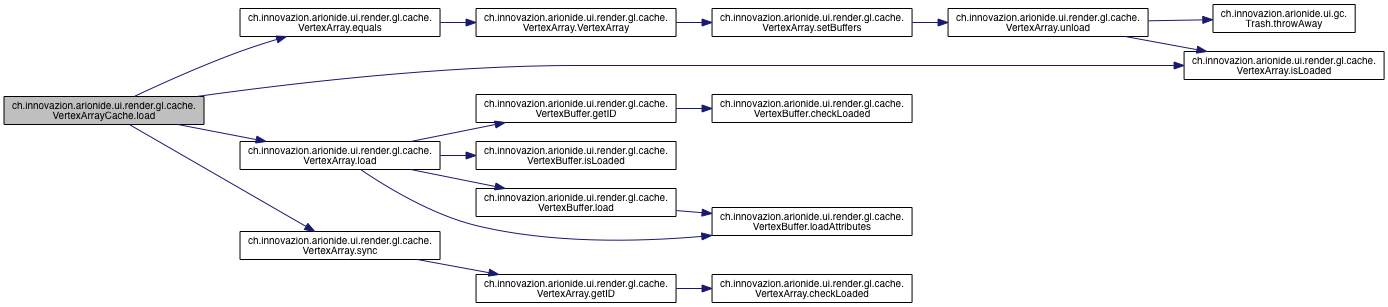 ch.innovazion.arionide.ui.render.gl.cache.
VertexArrayCache.load
ch.innovazion.arionide.ui.render.gl.cache.
VertexArray.equals
ch.innovazion.arionide.ui.render.gl.cache.
VertexArray.VertexArray
ch.innovazion.arionide.ui.render.gl.cache.
VertexArray.setBuffers
ch.innovazion.arionide.ui.render.gl.cache.
VertexArray.unload
ch.innovazion.arionide.ui.gc.
Trash.throwAway
ch.innovazion.arionide.ui.render.gl.cache.
VertexArray.isLoaded
ch.innovazion.arionide.ui.render.gl.cache.
VertexArray.load
ch.innovazion.arionide.ui.render.gl.cache.
VertexBuffer.getID
ch.innovazion.arionide.ui.render.gl.cache.
VertexBuffer.checkLoaded
ch.innovazion.arionide.ui.render.gl.cache.
VertexBuffer.isLoaded
ch.innovazion.arionide.ui.render.gl.cache.
VertexBuffer.load
ch.innovazion.arionide.ui.render.gl.cache.
VertexBuffer.loadAttributes
ch.innovazion.arionide.ui.render.gl.cache.
VertexArray.sync
ch.innovazion.arionide.ui.render.gl.cache.
VertexArray.getID
ch.innovazion.arionide.ui.render.gl.cache.
VertexArray.checkLoaded